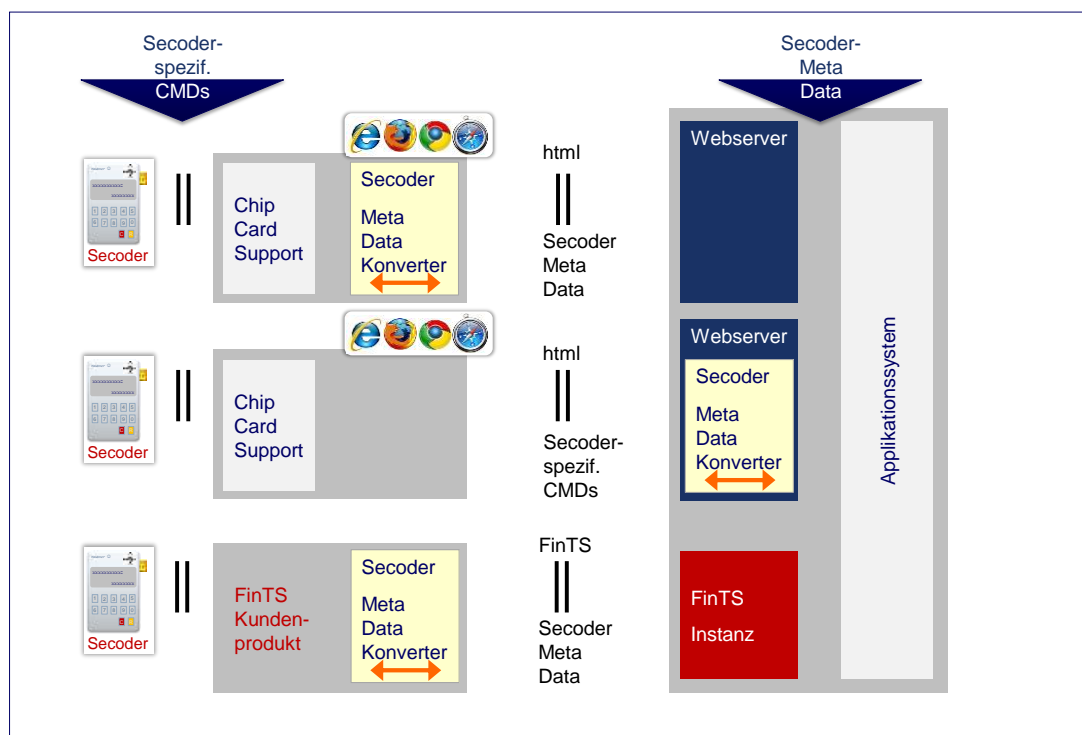 Secoder-
spezif.
CMDs
Secoder-
Meta
Data
Secoder
Chip
Card
Support
Secoder
Meta
Data
Konverter
html
Secoder
Meta
Data
Webserver
Applikationssystem
Secoder
Chip
Card
Support
html
Secoder-
spezif.
CMDs
Webserver
Secoder
Meta
Data
Konverter
Secoder
FinTS
Kunden-
produkt
Secoder
Meta
Data
Konverter
FinTS
Secoder
Meta
Data
FinTS
Instanz